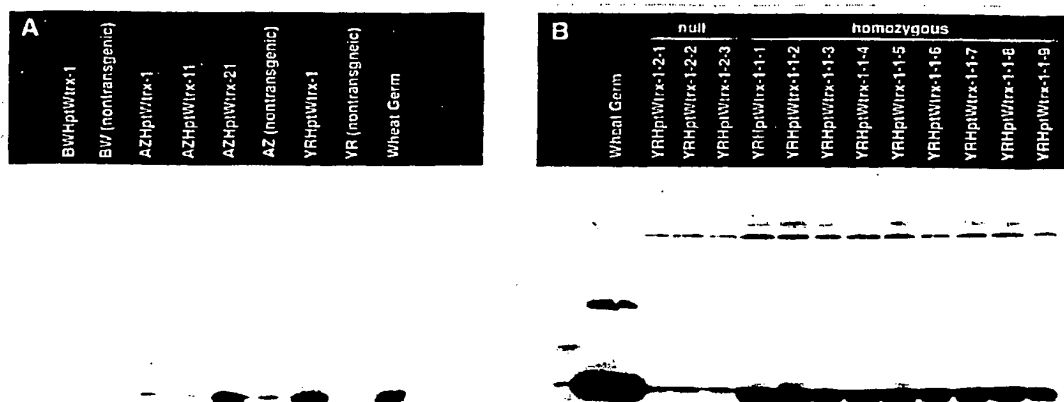 A
BWHptWtrx-1
BW (nontransgenic)
AZHptWtrx-1
AZHptWtrx-11
AZHptWtrx-21
AZ (nontransgenic)
YRHptWtrx-1
YR (nontransgneic)
Wheat Germ
B
null
homozygous
Wheat Germ
YRHptWtrx-1-2-1
YRHptWtrx-1-2-2
YRHptWtrx-1-2-3
YRHptWtrx-1-1-1
YRHptWtrx-1-1-2
YRHptWtrx-1-1-3
YRHptWtrx-1-1-4
YRHptWtrx-1-1-5
YRHptWtrx-1-1-6
YRHptWtrx-1-1-7
YRHptWtrx-1-1-8
YRHptWtrx-1-1-9